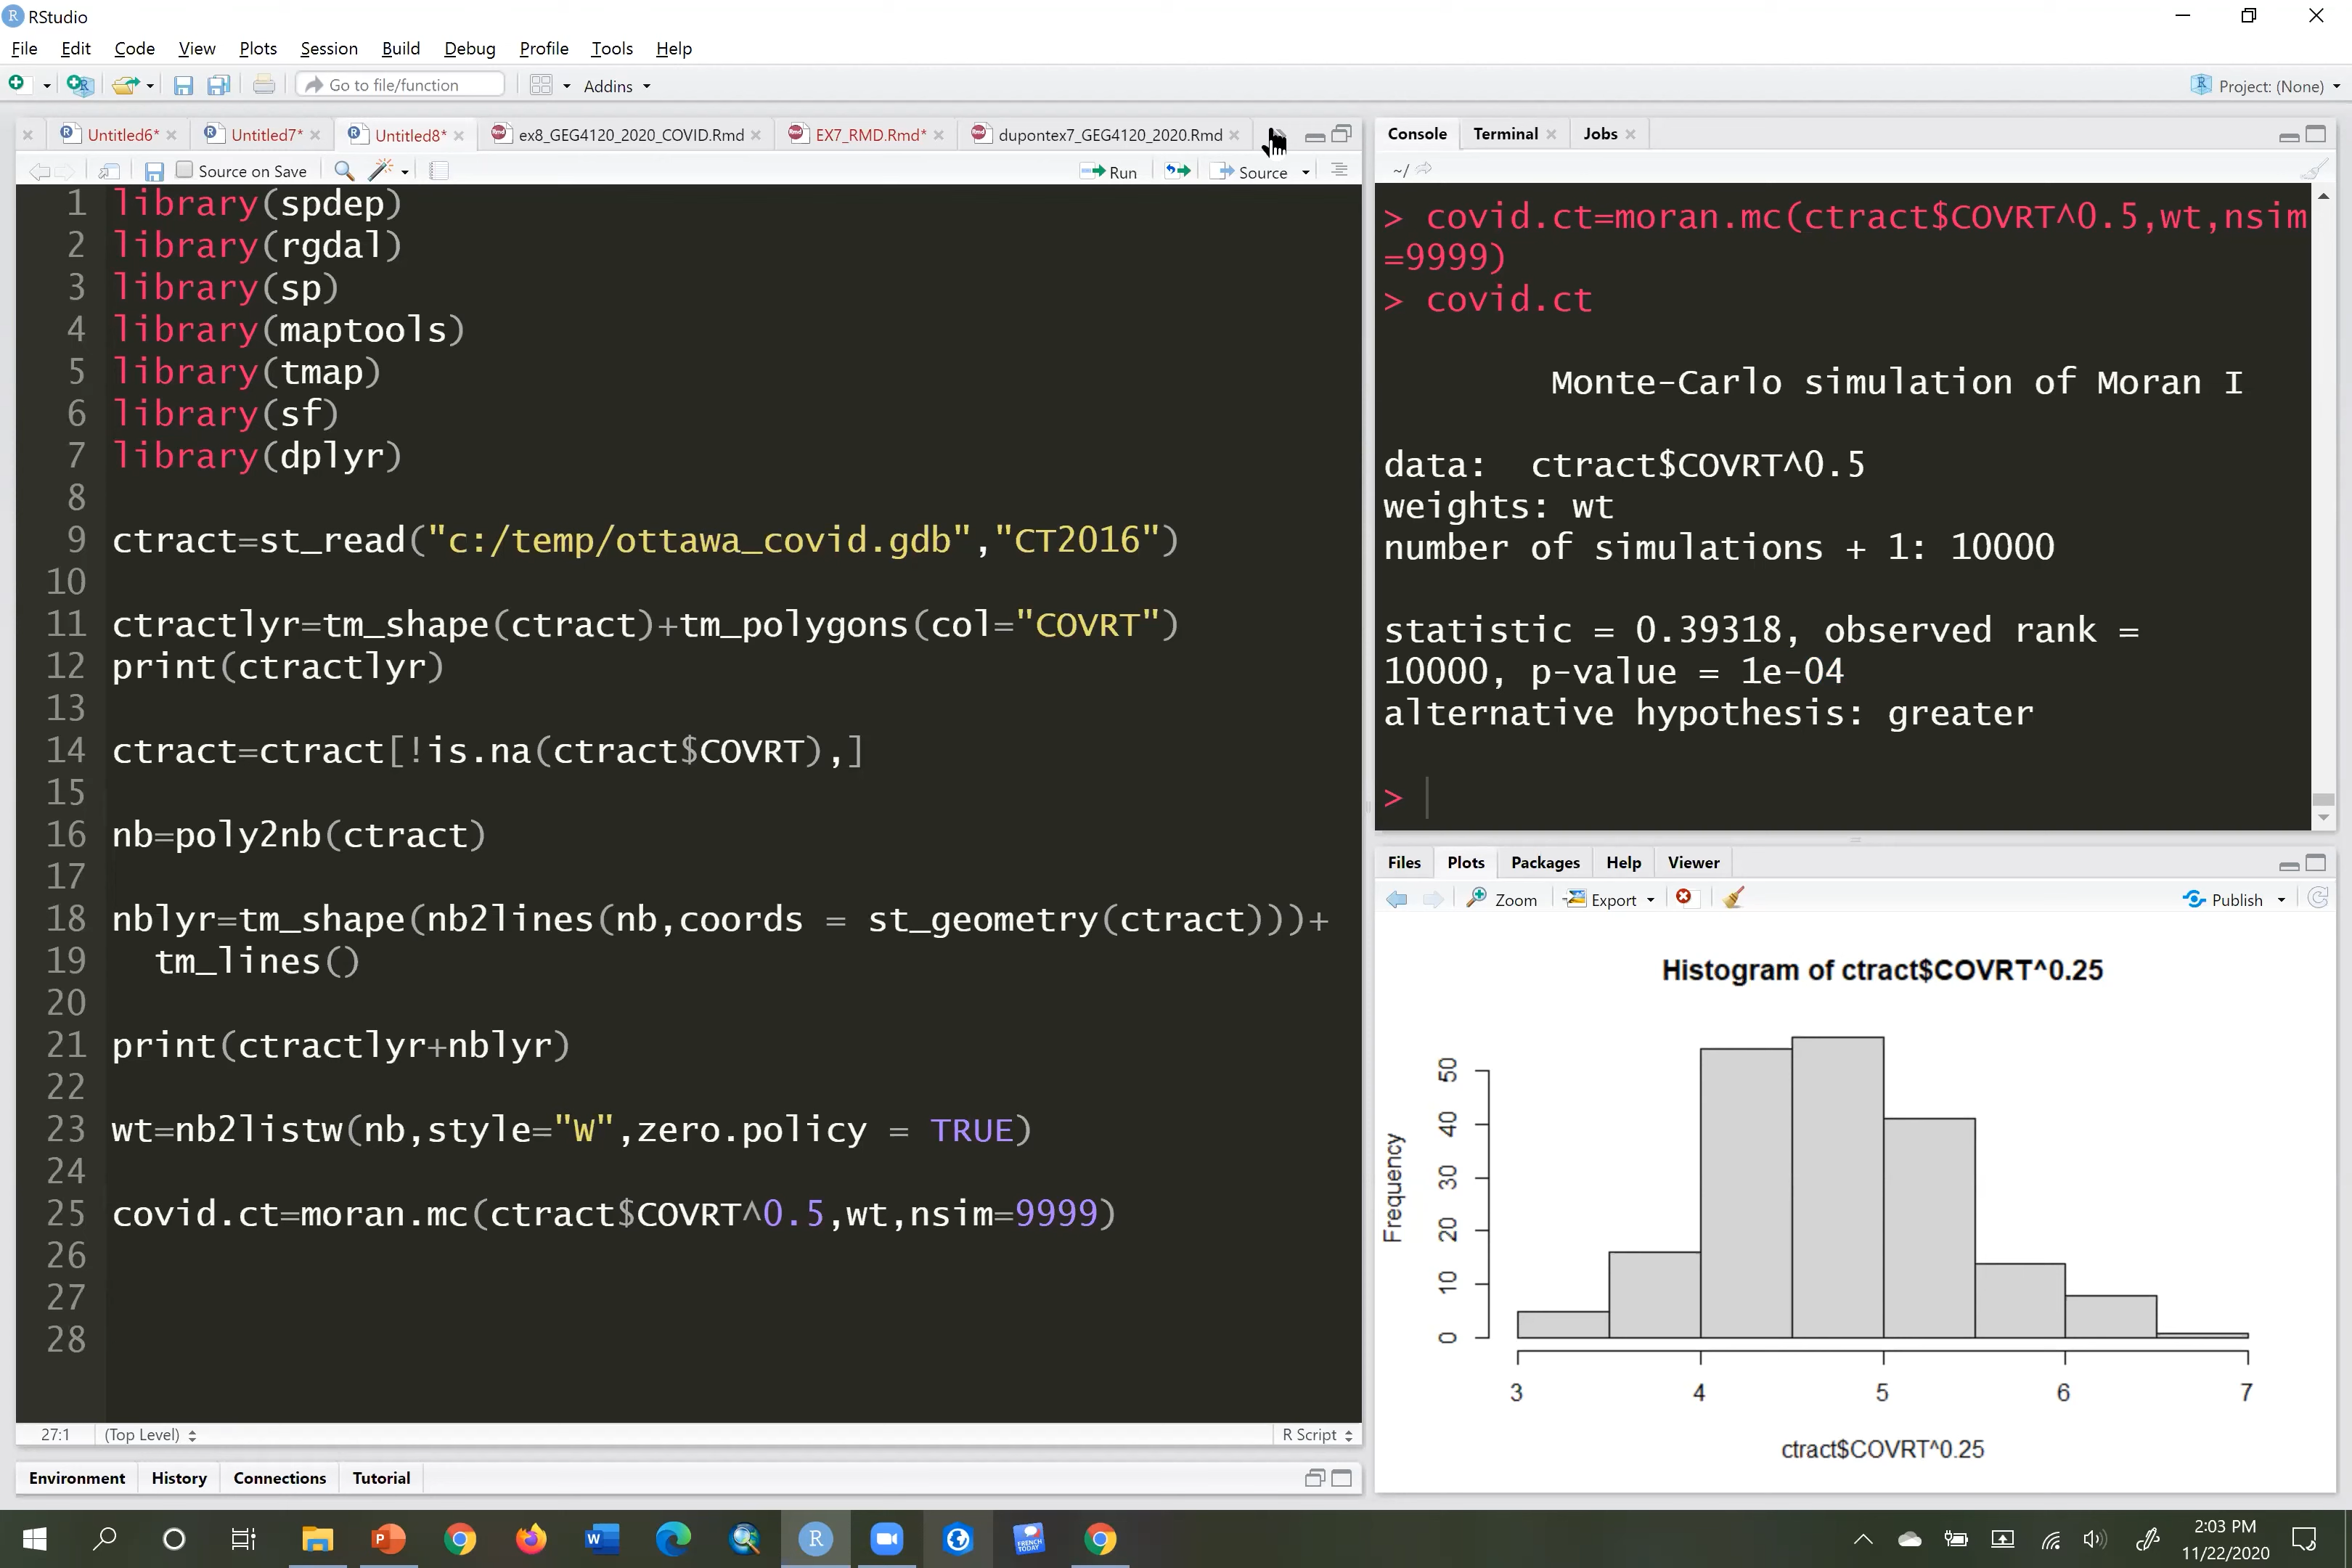 RStudio
File Edit Code View Plots Session Build Debug Profile Tools Help
Go to file/function Addins Project: (None)
Untitled6* Untitled7* Untitled8* ex8_GEG4120_2020_COVID.Rmd EX7_RMD.Rmd* dupontex7_GEG4120_2020.Rmd
Source on Save Run Source
1 library(spdep)
2 library(rgdal)
3 library(sp)
4 library(maptools)
5 library(tmap)
6 library(sf)
7 library(dplyr)
8
9 ctract=st_read("c:/temp/ottawa_covid.gdb","CT2016")
10
11 ctractlyr=tm_shape(ctract)+tm_polygons(col="COVRT")
12 print(ctractlyr)
13
14 ctract=ctract[!is.na(ctract$COVRT),]
15
16 nb=poly2nb(ctract)
17
18 nblyr=tm_shape(nb2lines(nb,coords = st_geometry(ctract)))+
19 tm_lines()
20
21 print(ctractlyr+nblyr)
22
23 wt=nb2listw(nb,style="W",zero.policy = TRUE)
24
25 covid.ct=moran.mc(ctract$COVRT^0.5,wt,nsim=9999)
26
27
28
27:1 (Top Level) R Script
Environment History Connections Tutorial
Console Terminal Jobs
~/
> covid.ct=moran.mc(ctract$COVRT^0.5,wt,nsim
=9999)
> covid.ct
Monte-Carlo simulation of Moran I
data: ctract$COVRT^0.5
weights: wt
number of simulations + 1: 10000
statistic = 0.39318, observed rank =
10000, p-value = 1e-04
alternative hypothesis: greater
>
Files Plots Packages Help Viewer
Zoom Export Publish
Histogram of ctract$COVRT^0.25
Frequency
50
40
30
20
10
0
3 4 5 6 7
ctract$COVRT^0.25
2:03 PM
11/22/2020